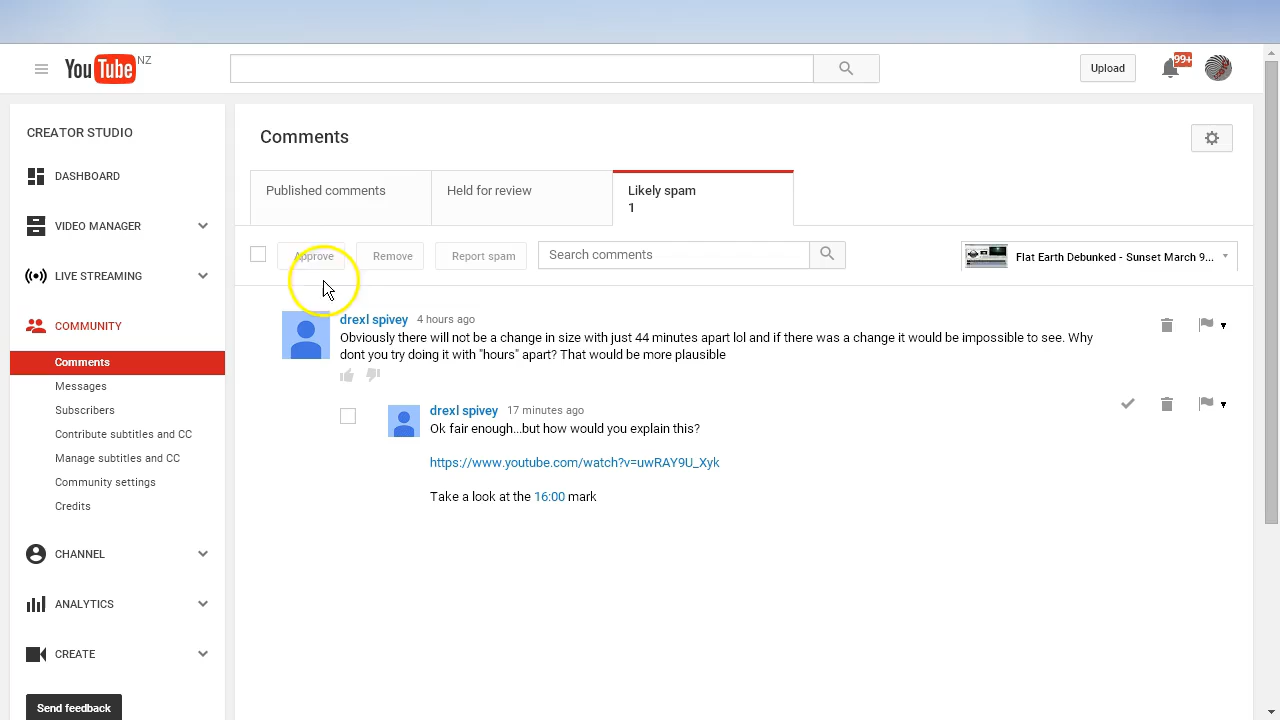 YouTube NZ
Upload
99+
CREATOR STUDIO
DASHBOARD
VIDEO MANAGER
LIVE STREAMING
COMMUNITY
Comments
Messages
Subscribers
Contribute subtitles and CC
Manage subtitles and CC
Community settings
Credits
CHANNEL
ANALYTICS
CREATE
Send feedback
Comments
Published comments
Held for review
Likely spam
1
Approve
Remove
Report spam
Search comments
Flat Earth Debunked - Sunset March 9...
drexl spivey 4 hours ago
Obviously there will not be a change in size with just 44 minutes apart lol and if there was a change it would be impossible to see. Why
dont you try doing it with "hours" apart? That would be more plausible
drexl spivey 17 minutes ago
Ok fair enough...but how would you explain this?
https://www.youtube.com/watch?v=uwRAY9U_Xyk
Take a look at the 16:00 mark